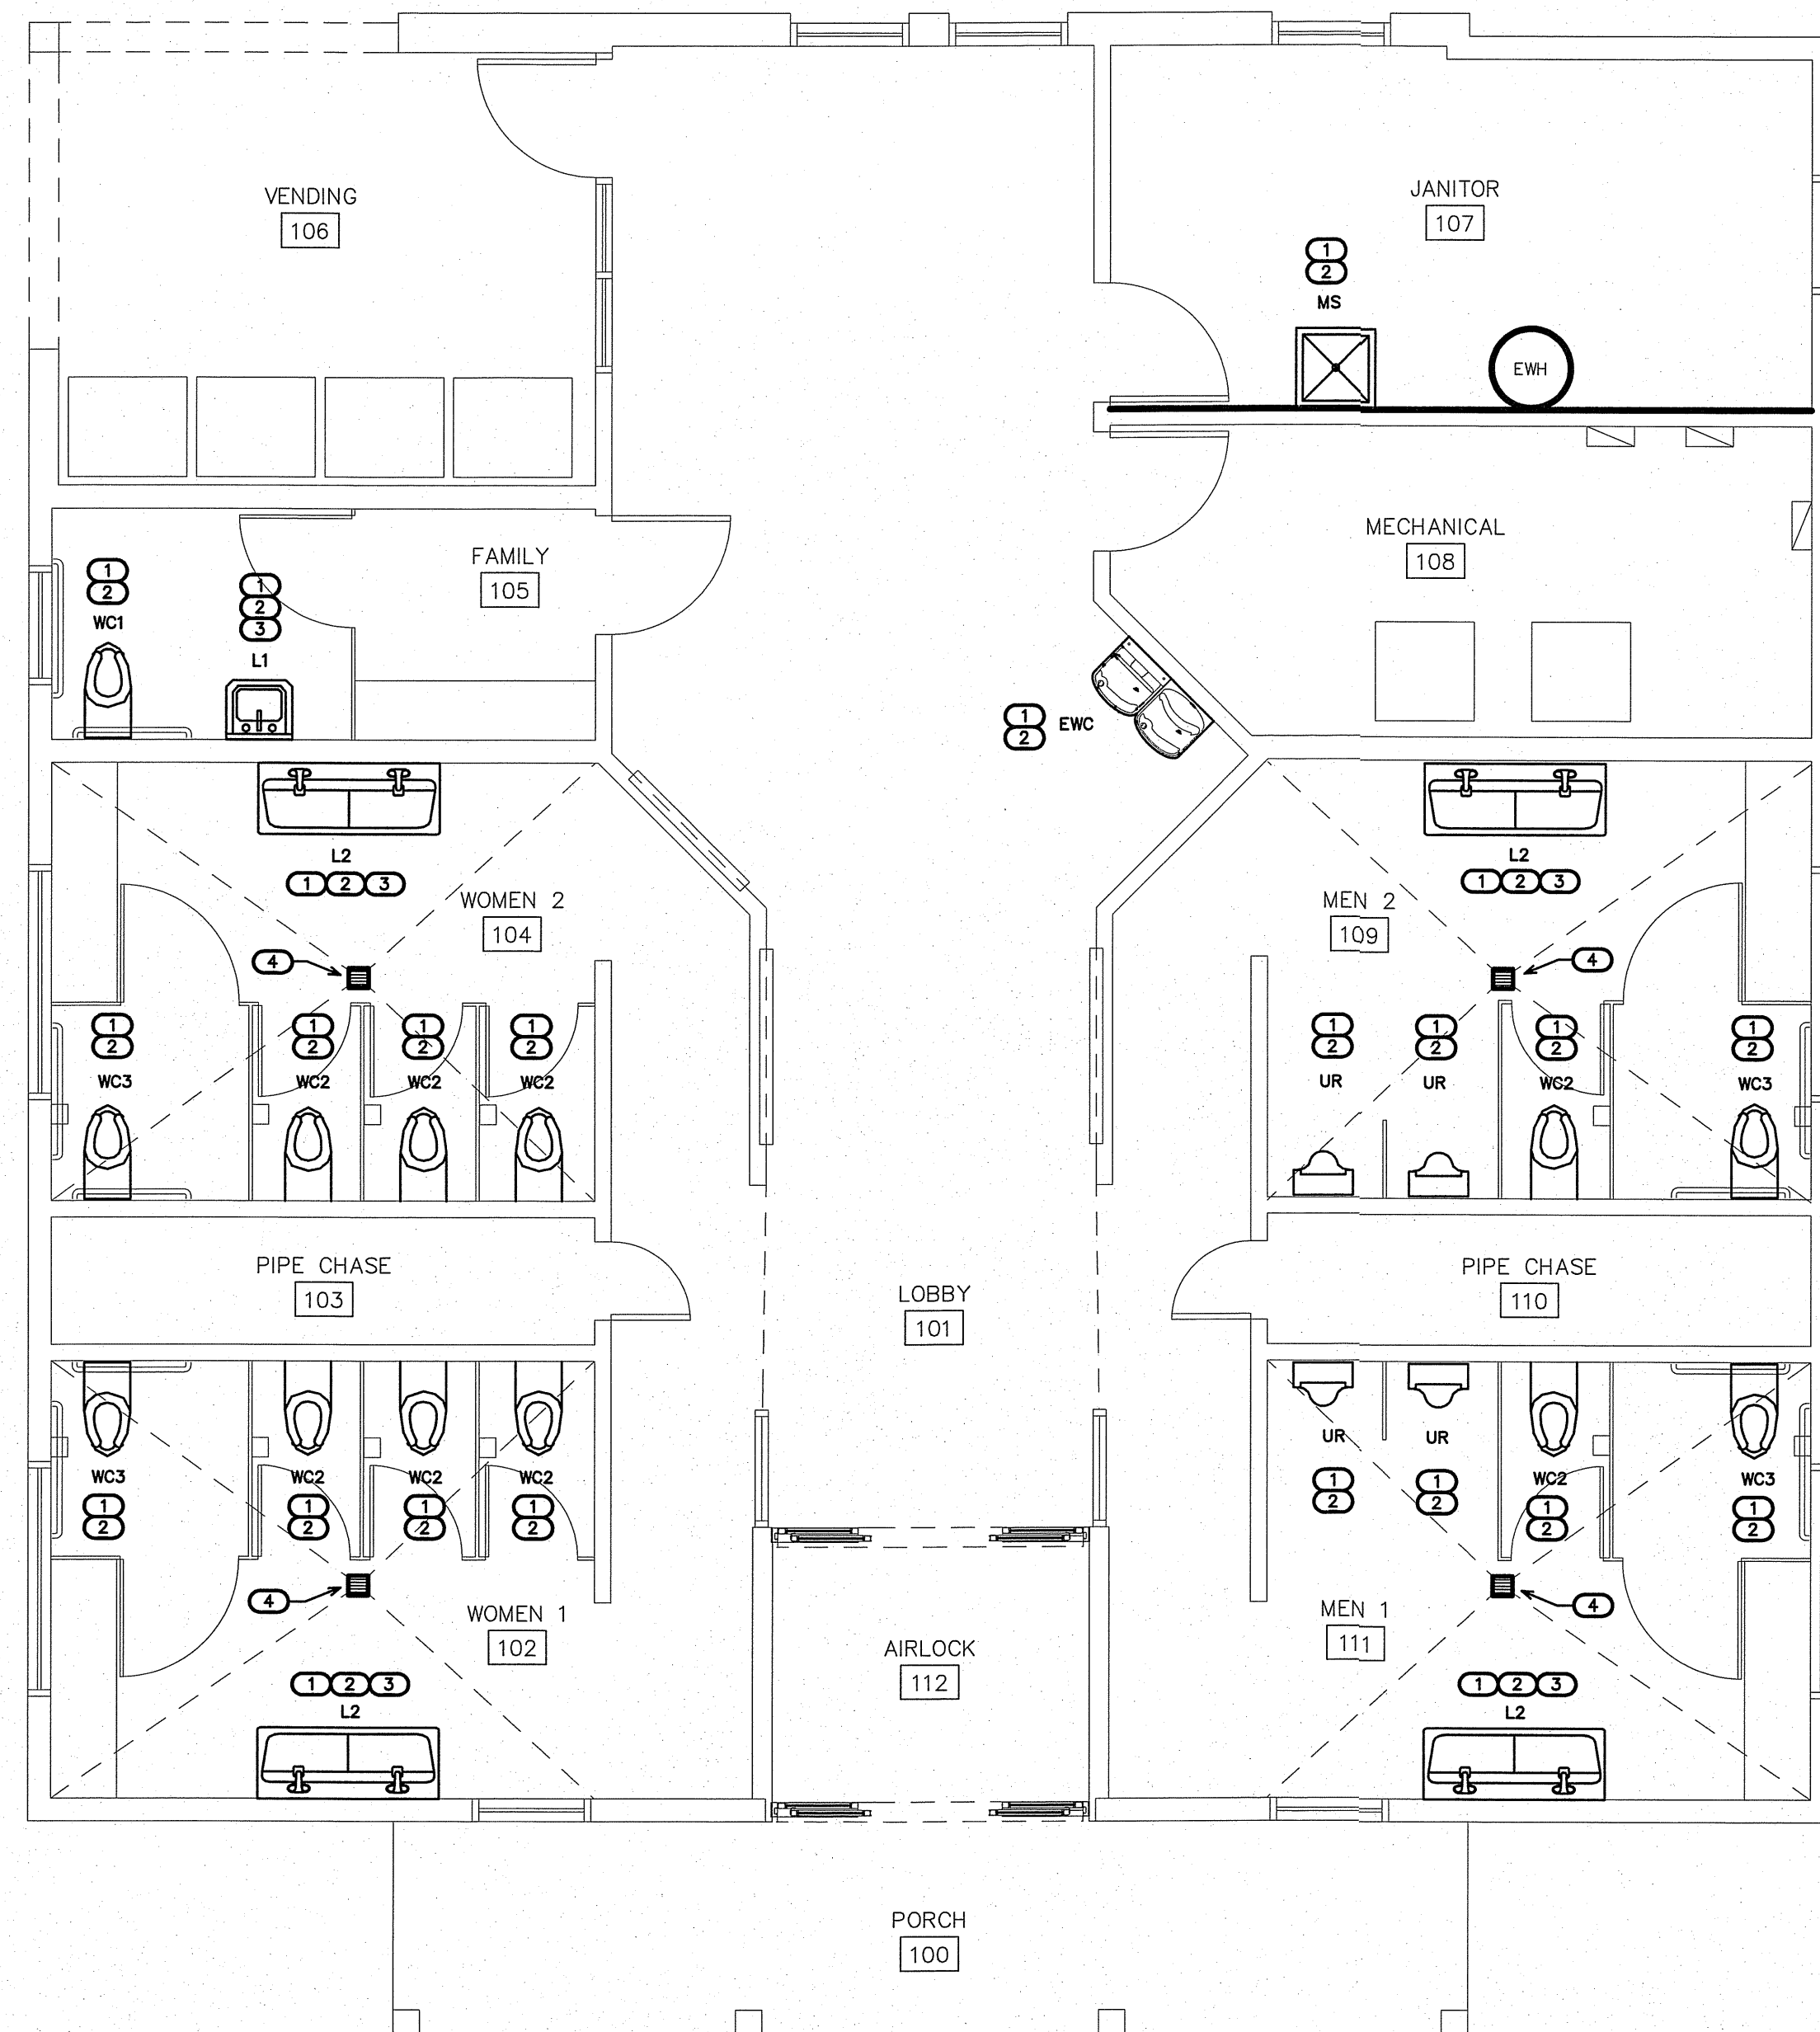 VENDING
106
JANITOR
107
1
2
MS
EWH
FAMILY
105
1
2
WC1
1
2
3
L1
MECHANICAL
108
1
2
EWC
L2
1 2 3
WOMEN 2
104
4
1
2
WC3
1
2
WC2
1
2
WC2
1
2
WC2
L2
1 2 3
MEN 2
109
4
1
2
UR
1
2
UR
1
2
WC2
1
2
WC3
PIPE CHASE
103
LOBBY
101
PIPE CHASE
110
WC3
1
2
WC2
1
2
WC2
1
2
WC2
1
2
4
WOMEN 1
102
1 2 3
L2
UR
1
2
UR
1
2
WC2
1
2
WC3
1
2
4
MEN 1
111
1 2 3
L2
AIRLOCK
112
PORCH
100